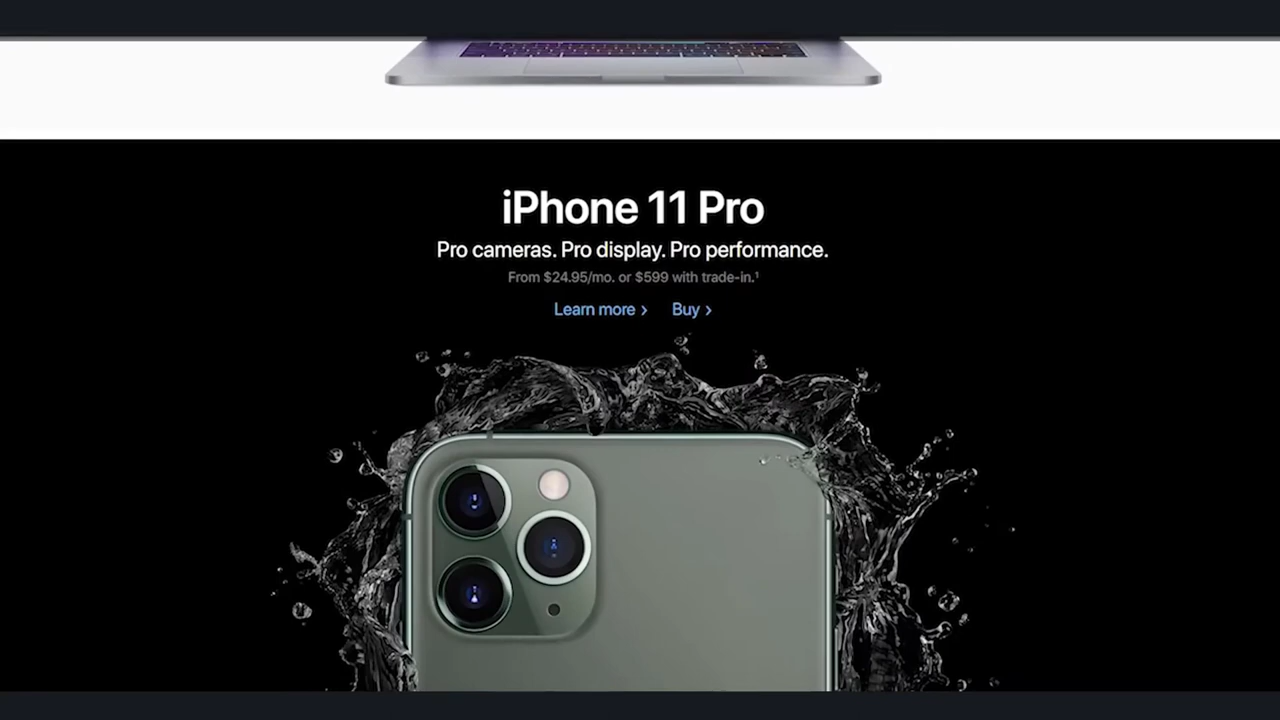 iPhone 11 Pro
Pro cameras. Pro display. Pro performance.
From $24.95/mo. or $599 with trade-in.¹
Learn more >
Buy >